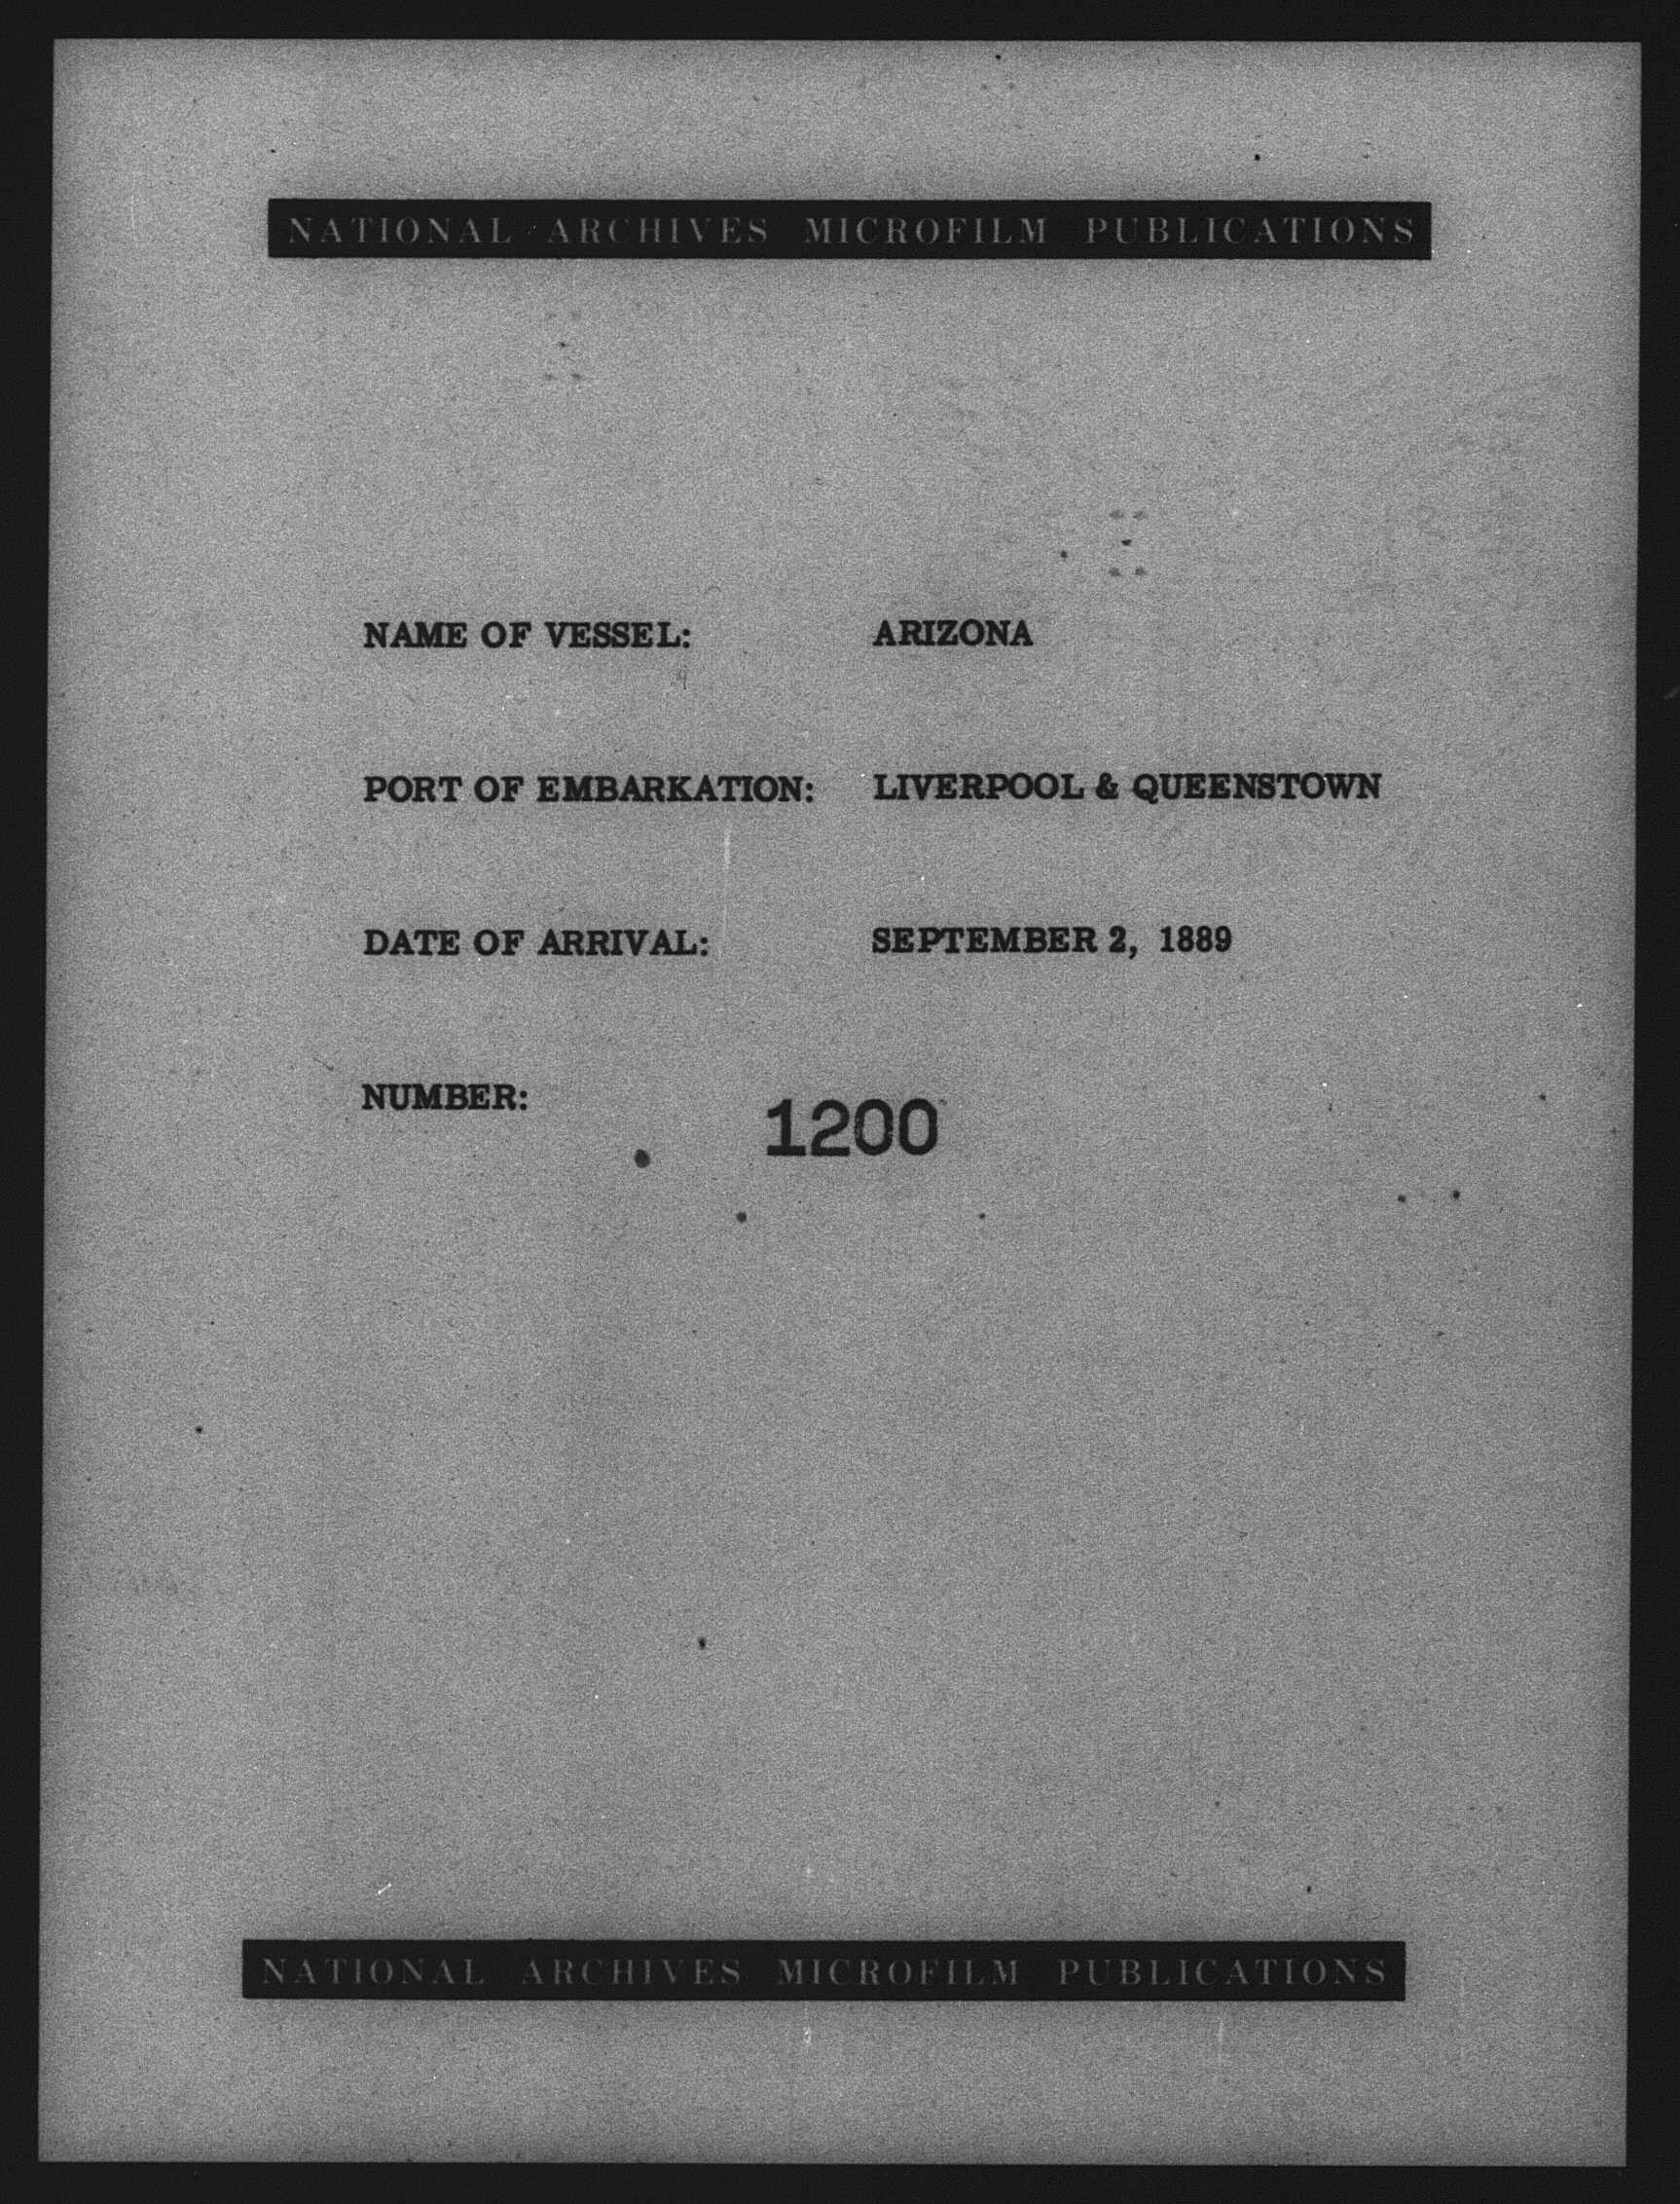 NATIONAL ARCHIVES MICROFILM PUBLICATIONS
NAME OF VESSEL: ARIZONA
PORT OF EMBARKATION: LIVERPOOL & QUEENSTOWN
DATE OF ARRIVAL: SEPTEMBER 2, 1889
NUMBER: 1200
NATIONAL ARCHIVES MICROFILM PUBLICATIONS